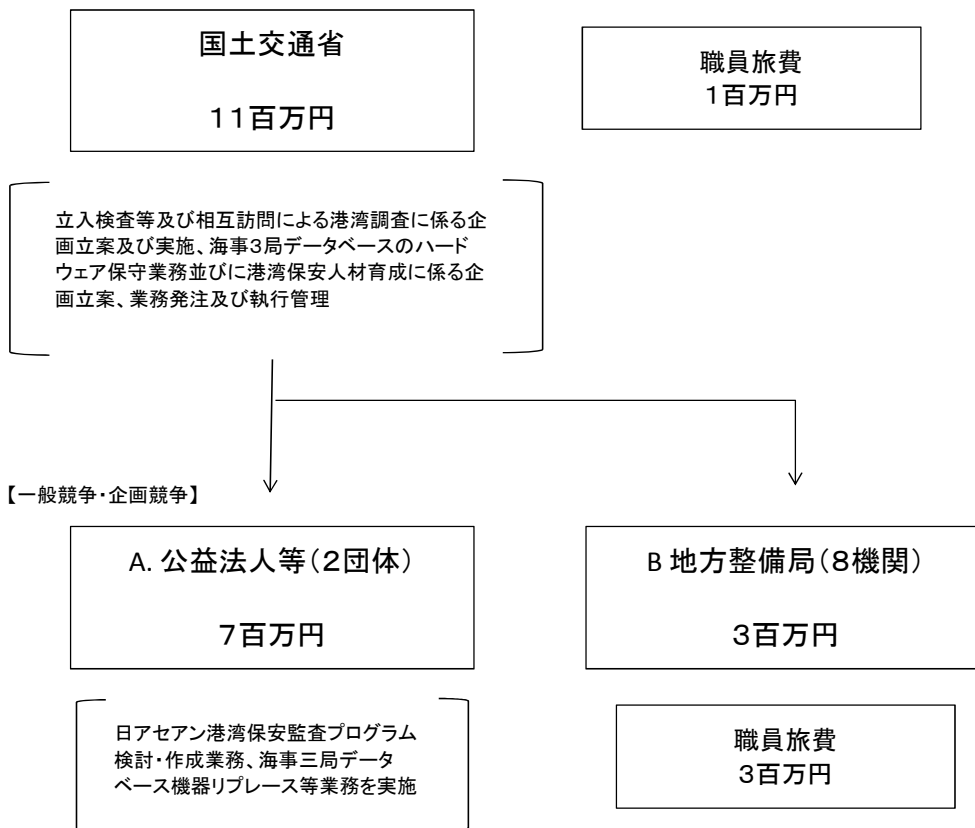 国土交通省
11百万円
職員旅費
1百万円
立入検査等及び相互訪問による港湾調査に係る企
画立案及び実施、海事3局データベースのハード
ウェア保守業務並びに港湾保安人材育成に係る企
画立案、業務発注及び執行管理
【一般競争・企画競争】
A. 公益法人等（2団体）
7百万円
B 地方整備局（8機関）
3百万円
日アセアン港湾保安監査プログラム
検討・作成業務、海事三局データ
ベース機器リプレース等業務を実施
職員旅費
3百万円